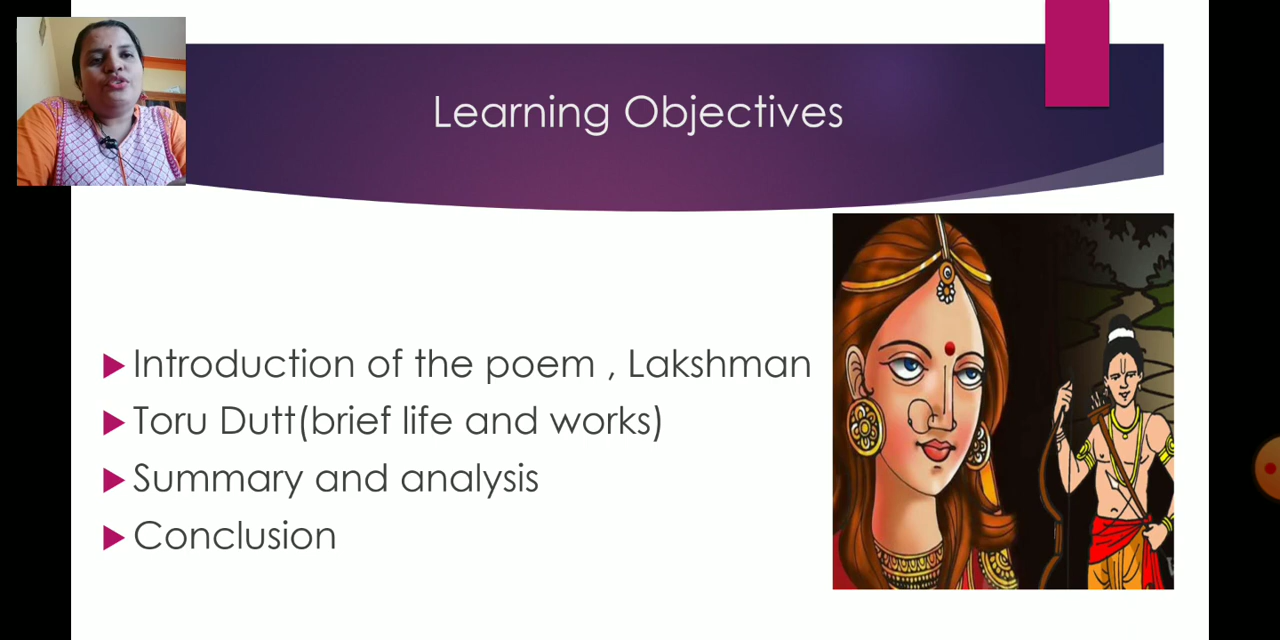 Learning Objectives
Introduction of the poem , Lakshman
Toru Dutt(brief life and works)
Summary and analysis
Conclusion